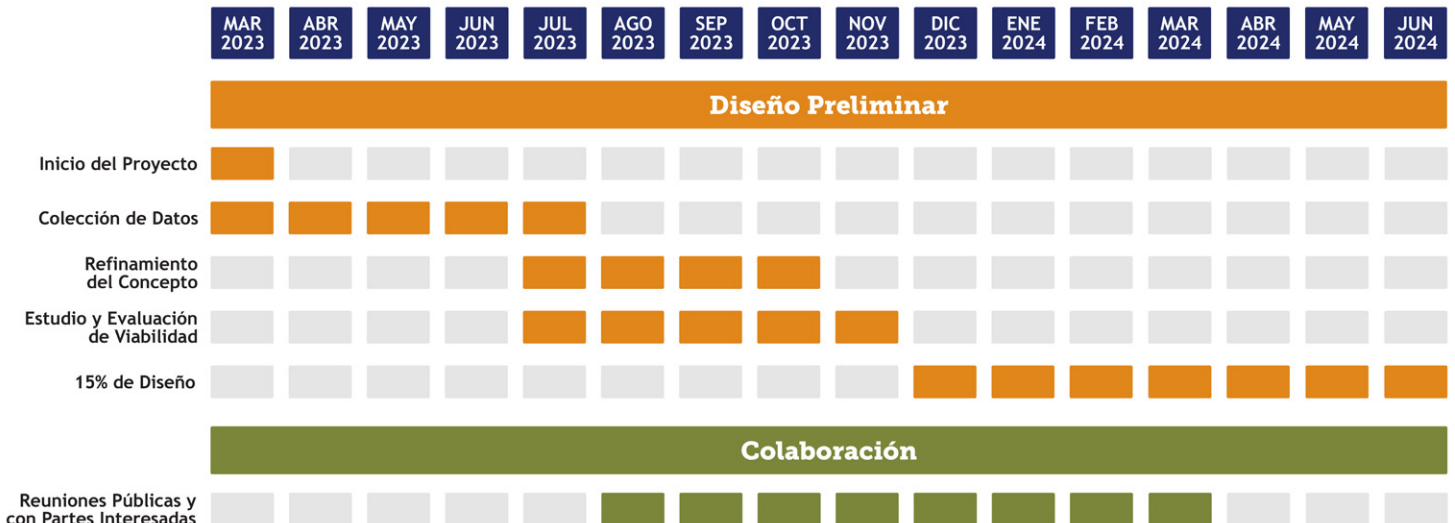 MAR 2023 ABR 2023 MAY 2023 JUN 2023 JUL 2023 AGO 2023 SEP 2023 OCT 2023 NOV 2023 DIC 2023 ENE 2024 FEB 2024 MAR 2024 ABR 2024 MAY 2024 JUN 2024
Diseño Preliminar
Inicio del Proyecto
Colección de Datos
Refinamiento
del Concepto
Estudio y Evaluación
de Viabilidad
15% de Diseño
Colaboración
Reuniones Públicas y
con Partes Interesadas